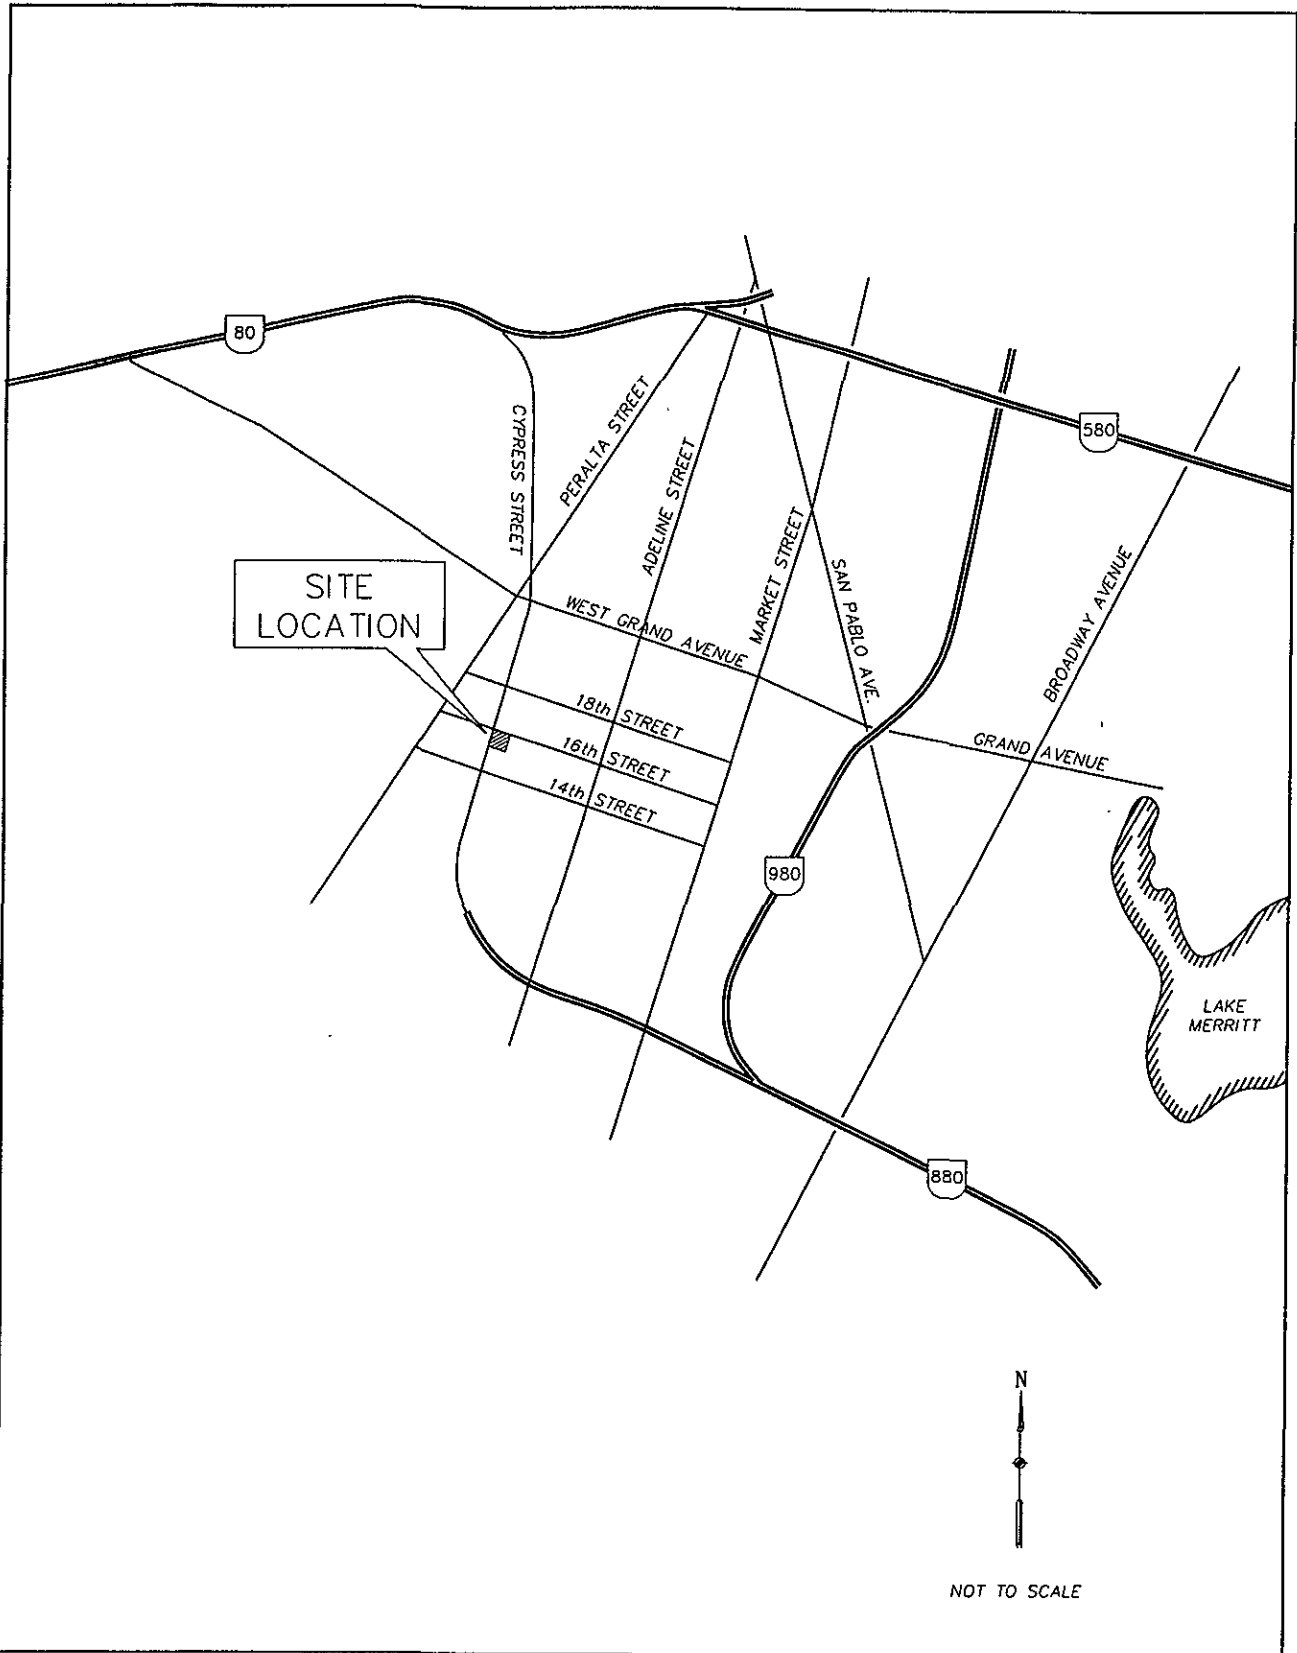 80
580
CYPRESS STREET
PERALTA STREET
ADELINE STREET
MARKET STREET
SAN PABLO AVE.
BROADWAY AVENUE
SITE
LOCATION
WEST GRAND AVENUE
18th STREET
16th STREET
14th STREET
GRAND AVENUE
980
LAKE
MERRITT
880
N
NOT TO SCALE